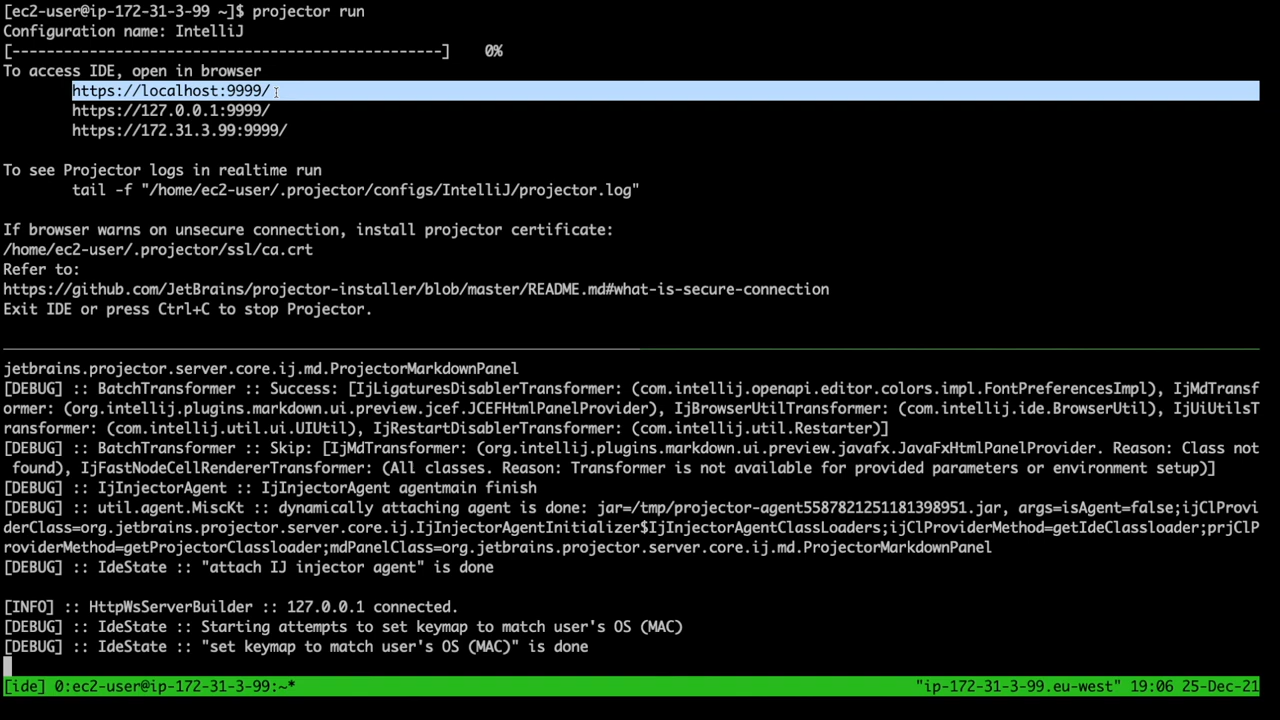 [ec2-user@ip-172-31-3-99 ~]$ projector run
Configuration name: IntelliJ
[--------------------------------------------------] 0%
To access IDE, open in browser
https://localhost:9999/
https://127.0.0.1:9999/
https://172.31.3.99:9999/
To see Projector logs in realtime run
tail -f "/home/ec2-user/.projector/configs/IntelliJ/projector.log"
If browser warns on unsecure connection, install projector certificate:
/home/ec2-user/.projector/ssl/ca.crt
Refer to:
https://github.com/JetBrains/projector-installer/blob/master/README.md#what-is-secure-connection
Exit IDE or press Ctrl+C to stop Projector.
jetbrains.projector.server.core.ij.md.ProjectorMarkdownPanel
[DEBUG] :: BatchTransformer :: Success: [IjLigaturesDisablerTransformer: (com.intellij.openapi.editor.colors.impl.FontPreferencesImpl), IjMdTransf
ormer: (org.intellij.plugins.markdown.ui.preview.jcef.JCEFHtmlPanelProvider), IjBrowserUtilTransformer: (com.intellij.ide.BrowserUtil), IjUiUtilsT
ransformer: (com.intellij.util.ui.UIUtil), IjRestartDisablerTransformer: (com.intellij.util.Restarter)]
[DEBUG] :: BatchTransformer :: Skip: [IjMdTransformer: (org.intellij.plugins.markdown.ui.preview.javafx.JavaFxHtmlPanelProvider. Reason: Class not
found), IjFastNodeCellRendererTransformer: (All classes. Reason: Transformer is not available for provided parameters or environment setup)]
[DEBUG] :: IjInjectorAgent :: IjInjectorAgent agentmain finish
[DEBUG] :: util.agent.MiscKt :: dynamically attaching agent is done: jar=/tmp/projector-agent5587821251181398951.jar, args=isAgent=false;ijClProvi
derClass=org.jetbrains.projector.server.core.ij.IjInjectorAgentInitializer$IjInjectorAgentClassLoaders;ijClProviderMethod=getIdeClassloader;prjClP
roviderMethod=getProjectorClassloader;mdPanelClass=org.jetbrains.projector.server.core.ij.md.ProjectorMarkdownPanel
[DEBUG] :: IdeState :: "attach IJ injector agent" is done
[INFO] :: HttpWsServerBuilder :: 127.0.0.1 connected.
[DEBUG] :: IdeState :: Starting attempts to set keymap to match user's OS (MAC)
[DEBUG] :: IdeState :: "set keymap to match user's OS (MAC)" is done
[ide] 0:ec2-user@ip-172-31-3-99:~* "ip-172-31-3-99.eu-west" 19:06 25-Dec-21